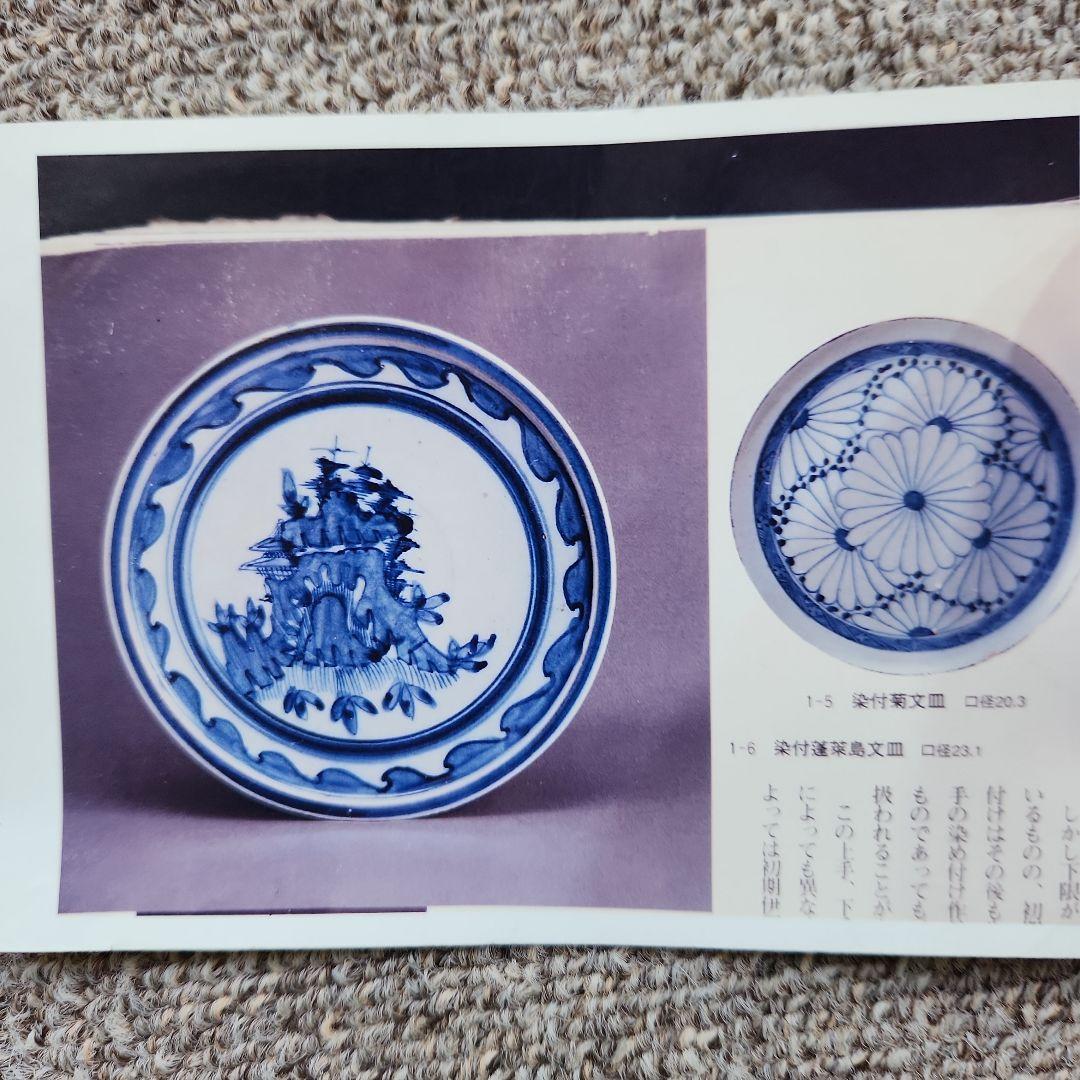 1-5 染付菊文皿 口径20.3
1-6 染付蓬萊島文皿 口径23.1
しかし下限が
いるものの、初
付けはその後も
手の染め付け作
ものであっても
扱われることが
この上手、下
によっても異な
よっては初期伊